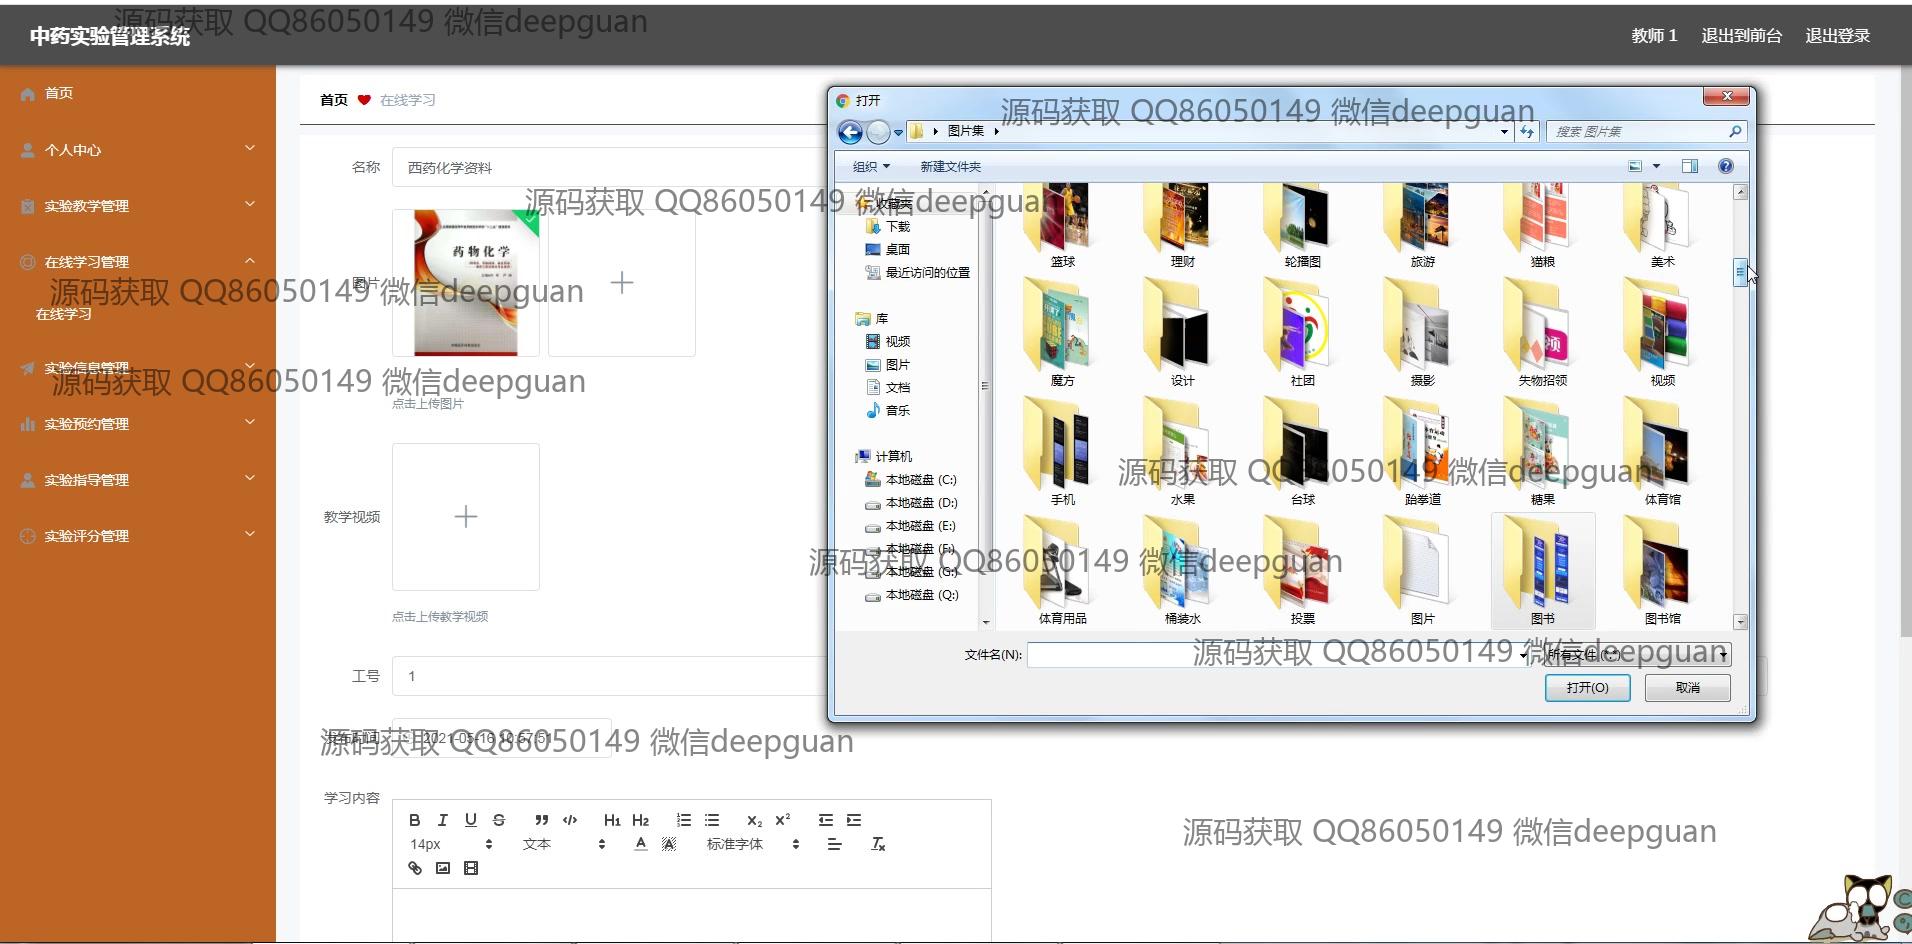 源码获取 QQ86050149 微信deepguan
中药实验管理系统
教师 1 退出到前台 退出登录
首页
个人中心
实验教学管理
在线学习管理
源码获取 QQ86050149 微信deepguan
在线学习
实验信息管理
源码获取 QQ86050149 微信deepguan
实验预约管理
实验指导管理
实验评分管理
首页 在线学习
名称 西药化学资料
源码获取 QQ86050149 微信deepguan
图片
药物化学
点击上传图片
教学视频
点击上传教学视频
工号 1
发布时间 2021-05-16 10:57:51
源码获取 QQ86050149 微信deepguan
学习内容
B I U S H1 H2 x2 x2
14px 文本 A A 标准字体
打开
源码获取 QQ86050149 微信deepguan
图片集
搜索 图片集
组织 新建文件夹
收藏夹
下载
桌面
最近访问的位置
库
视频
图片
文档
音乐
计算机
本地磁盘 (C:)
本地磁盘 (D:)
本地磁盘 (E:)
本地磁盘 (F:)
本地磁盘 (G:)
本地磁盘 (Q:)
篮球 理财 轮播图 旅游 猫粮 美术
魔方 设计 社团 摄影 失物招领 视频
手机 水果 台球 跆拳道 糖果 体育馆
源码获取 QQ86050149 微信deepguan
源码获取 QQ86050149 微信deepguan
体育用品 桶装水 投票 图片 图书 图书馆
文件名(N): 所有文件 (*.*)
源码获取 QQ86050149 微信deepguan
打开(O) 取消
源码获取 QQ86050149 微信deepguan